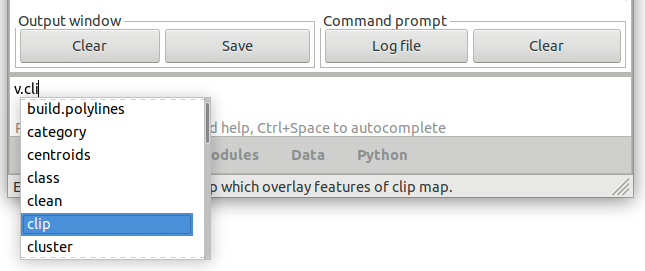 Output window Command prompt
Clear Save Log file Clear
v.cli
build.polylines
category
d help, Ctrl+Space to autocomplete
centroids
odules Data Python
class
clean
p which overlay features of clip map.
clip
cluster